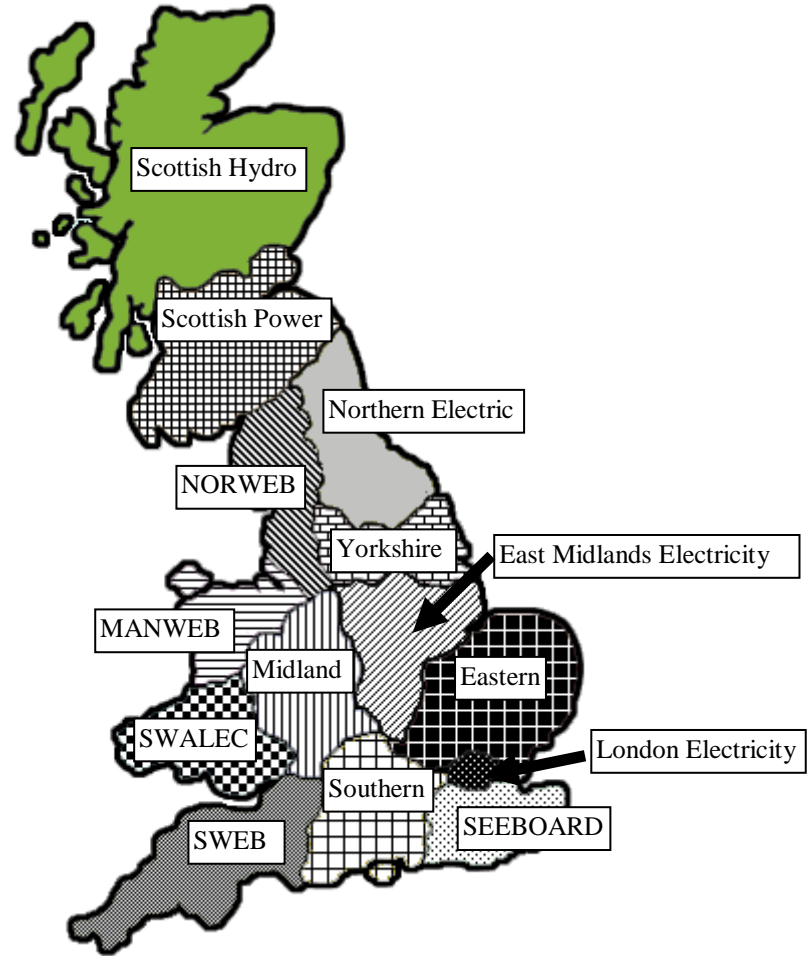 Scottish Hydro
Scottish Power
Northern Electric
NORWEB
Yorkshire
East Midlands Electricity
MANWEB
Midland
Eastern
SWALEC
London Electricity
Southern
SEEBOARD
SWEB